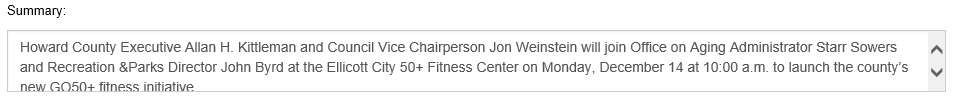 Summary:
Howard County Executive Allan H. Kittleman and Council Vice Chairperson Jon Weinstein will join Office on Aging Administrator Starr Sowers
and Recreation &Parks Director John Byrd at the Ellicott City 50+ Fitness Center on Monday, December 14 at 10:00 a.m. to launch the county’s
new GO50+ fitness initiative